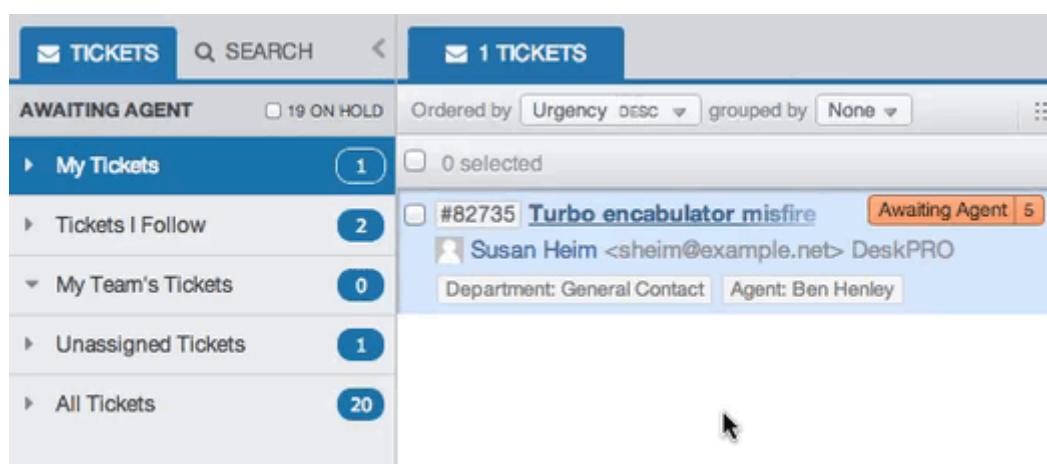 TICKETS SEARCH
1 TICKETS
AWAITING AGENT 19 ON HOLD
Ordered by Urgency DESC grouped by None
My Tickets 1
0 selected
Tickets I Follow 2
#82735 Turbo encabulator misfire Awaiting Agent 5
Susan Heim <sheim@example.net> DeskPRO
My Team's Tickets 0
Department: General Contact Agent: Ben Henley
Unassigned Tickets 1
All Tickets 20